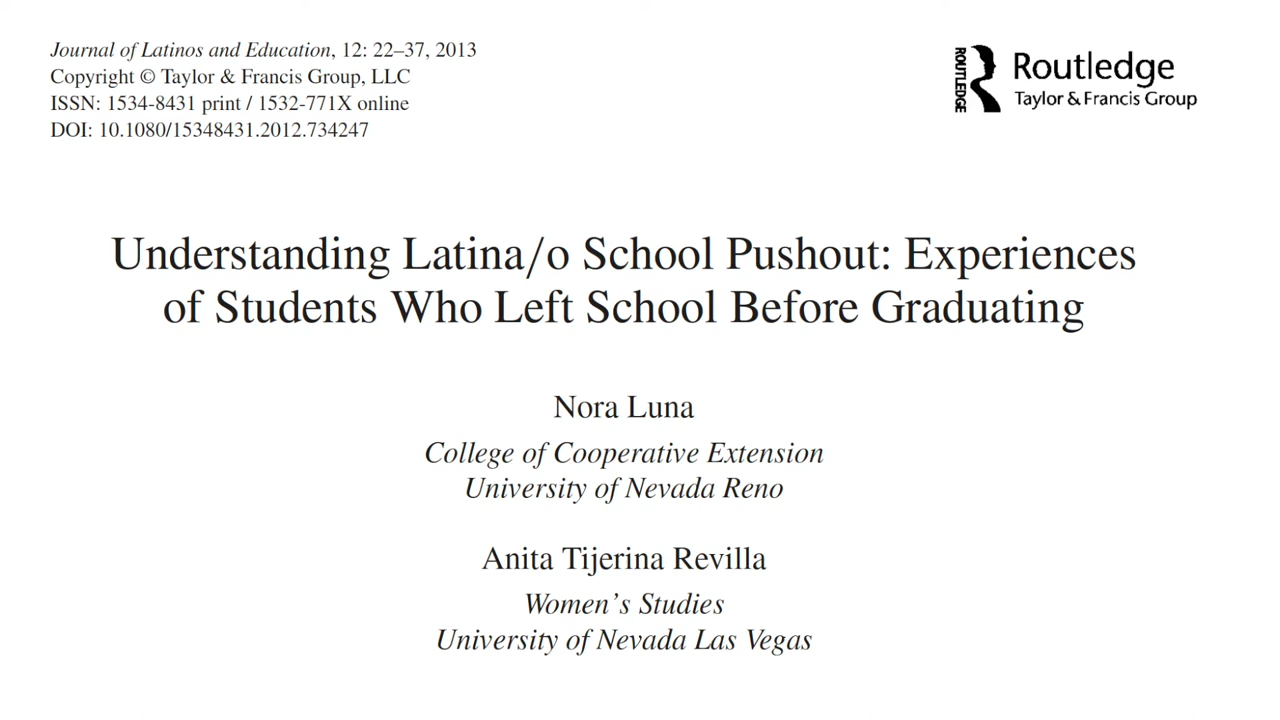 Journal of Latinos and Education, 12: 22–37, 2013
Copyright © Taylor & Francis Group, LLC
ISSN: 1534-8431 print / 1532-771X online
DOI: 10.1080/15348431.2012.734247
ROUTLEDGE
Routledge
Taylor & Francis Group
Understanding Latina/o School Pushout: Experiences
of Students Who Left School Before Graduating
Nora Luna
College of Cooperative Extension
University of Nevada Reno
Anita Tijerina Revilla
Women’s Studies
University of Nevada Las Vegas